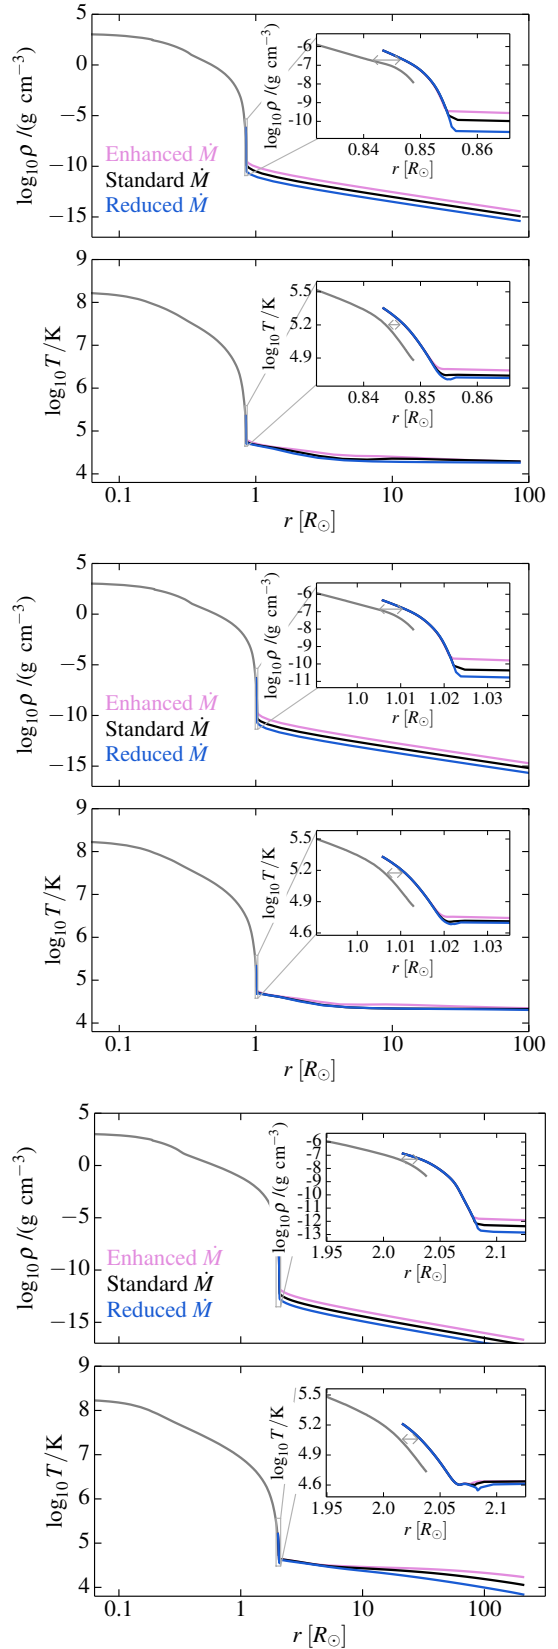 5
0
−5
−10
−15
log₁₀ ρ /(g cm⁻³)
Enhanced Ṁ
Standard Ṁ
Reduced Ṁ
-6
-7
-8
-9
-10
log₁₀ ρ /(g cm⁻³)
0.84 0.85 0.86
r [R☉]
9
8
7
6
5
4
log₁₀ T/K
5.5
5.2
4.9
log₁₀ T/K
0.84 0.85 0.86
r [R☉]
0.1 1 10 100
r [R☉]
5
0
−5
−10
−15
log₁₀ ρ /(g cm⁻³)
Enhanced Ṁ
Standard Ṁ
Reduced Ṁ
-6
-7
-8
-9
-10
-11
log₁₀ ρ /(g cm⁻³)
1.0 1.01 1.02 1.03
r [R☉]
9
8
7
6
5
4
log₁₀ T/K
5.5
5.2
4.9
4.6
log₁₀ T/K
1.0 1.01 1.02 1.03
r [R☉]
0.1 1 10 100
r [R☉]
5
0
−5
−10
−15
log₁₀ ρ /(g cm⁻³)
Enhanced Ṁ
Standard Ṁ
Reduced Ṁ
-6
-7
-8
-9
-10
-11
-12
-13
log₁₀ ρ /(g cm⁻³)
1.95 2.0 2.05 2.1
r [R☉]
9
8
7
6
5
4
log₁₀ T/K
5.5
5.2
4.9
4.6
log₁₀ T/K
1.95 2.0 2.05 2.1
r [R☉]
0.1 1 10 100
r [R☉]